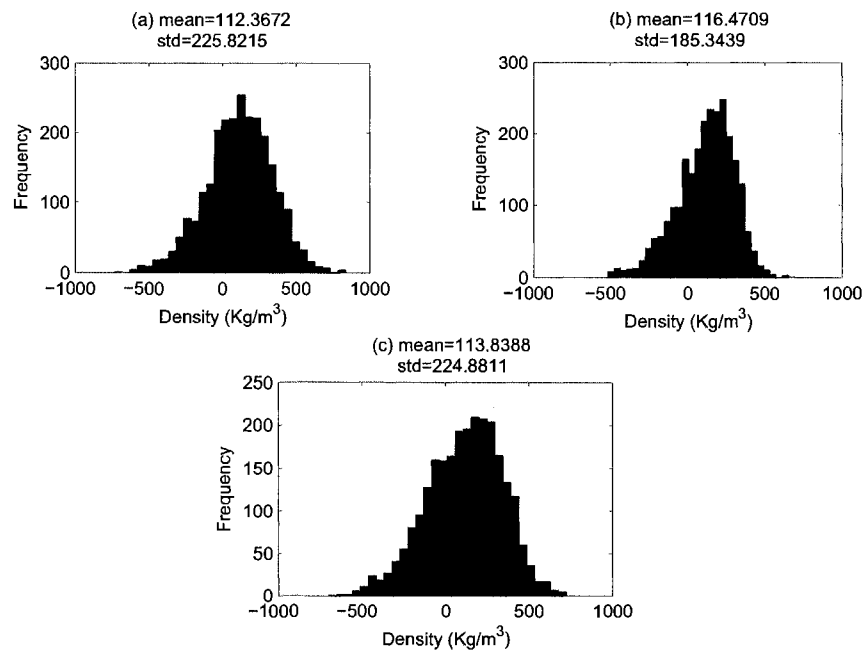 (a) mean=112.3672
std=225.8215
300
200
100
0
Frequency
−1000
−500
0
500
1000
Density (Kg/m³)
(b) mean=116.4709
std=185.3439
300
200
100
0
Frequency
−1000
−500
0
500
1000
Density (Kg/m³)
(c) mean=113.8388
std=224.8811
250
200
150
100
50
0
Frequency
−1000
−500
0
500
1000
Density (Kg/m³)